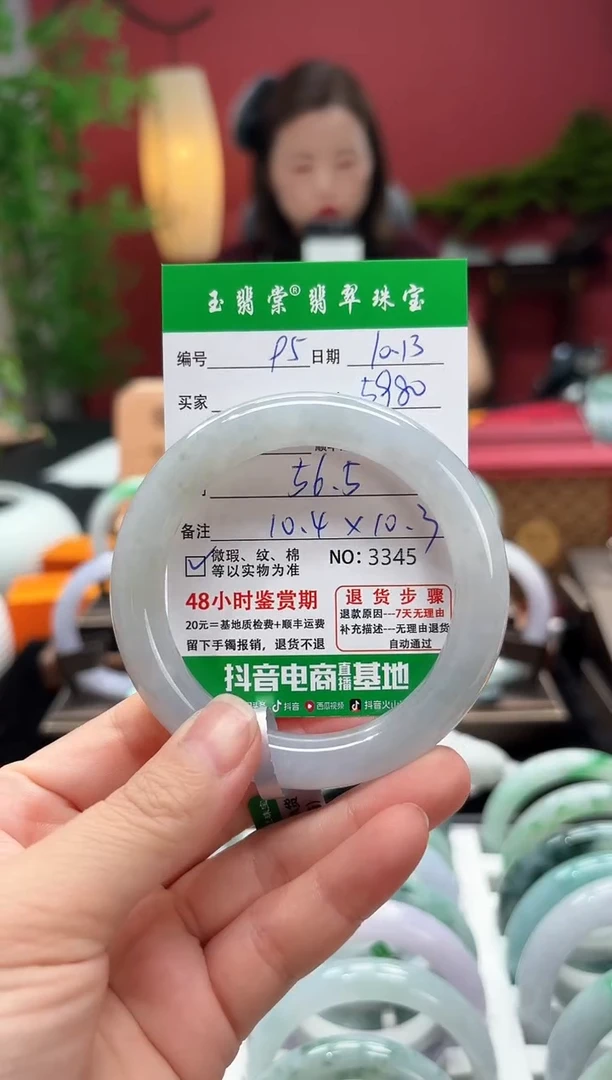 玉翡棠®翡翠珠宝
编号 P5 日期 10.13
买家 5980
56.5
备注 10.4×10.3
微瑕、纹、棉
等以实物为准
NO: 3345
48小时鉴赏期
20元=基地质检费+顺丰运费
留下手镯报销，退货不退
退货步骤
退款原因---7天无理由
补充描述---无理由退货
自动通过
抖音电商直播基地
抖音 西瓜视频 抖音火山